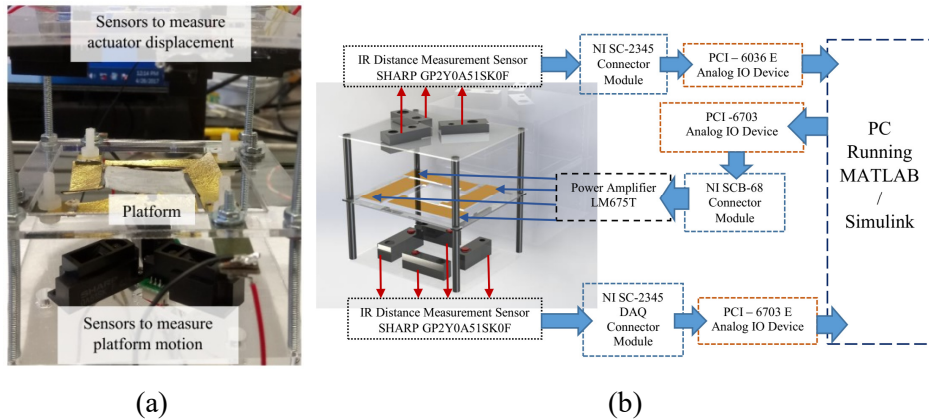 Sensors to measure
actuator displacement
Platform
Sensors to measure
platform motion
(a)
IR Distance Measurement Sensor
SHARP GP2Y0A51SK0F
NI SC-2345
Connector
Module
PCI – 6036 E
Analog IO Device
PCI -6703
Analog IO Device
PC
Running
MATLAB
/
Simulink
Power Amplifier
LM675T
NI SCB-68
Connector
Module
IR Distance Measurement Sensor
SHARP GP2Y0A51SK0F
NI SC-2345
DAQ
Connector
Module
PCI – 6703 E
Analog IO Device
(b)